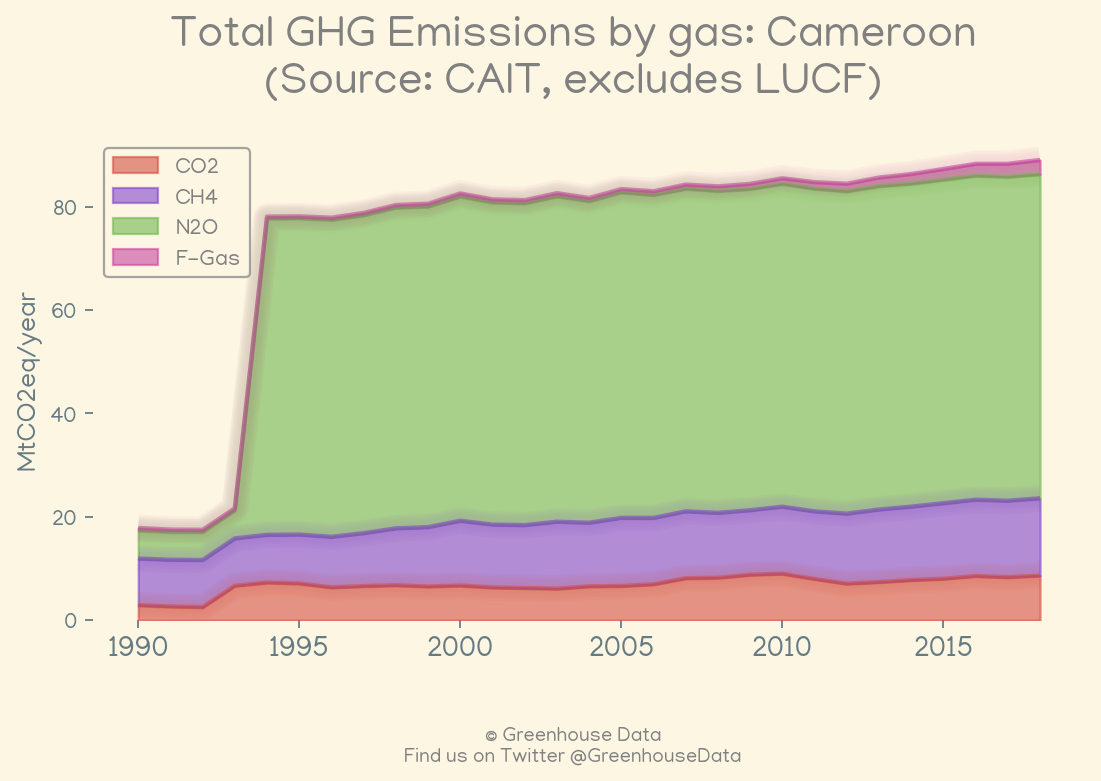 Total GHG Emissions by gas: Cameroon
(Source: CAIT, excludes LUCF)
CO2
CH4
N2O
F-Gas
MtCO2eq/year
80
60
40
20
0
1990 1995 2000 2005 2010 2015
© Greenhouse Data
Find us on Twitter @GreenhouseData